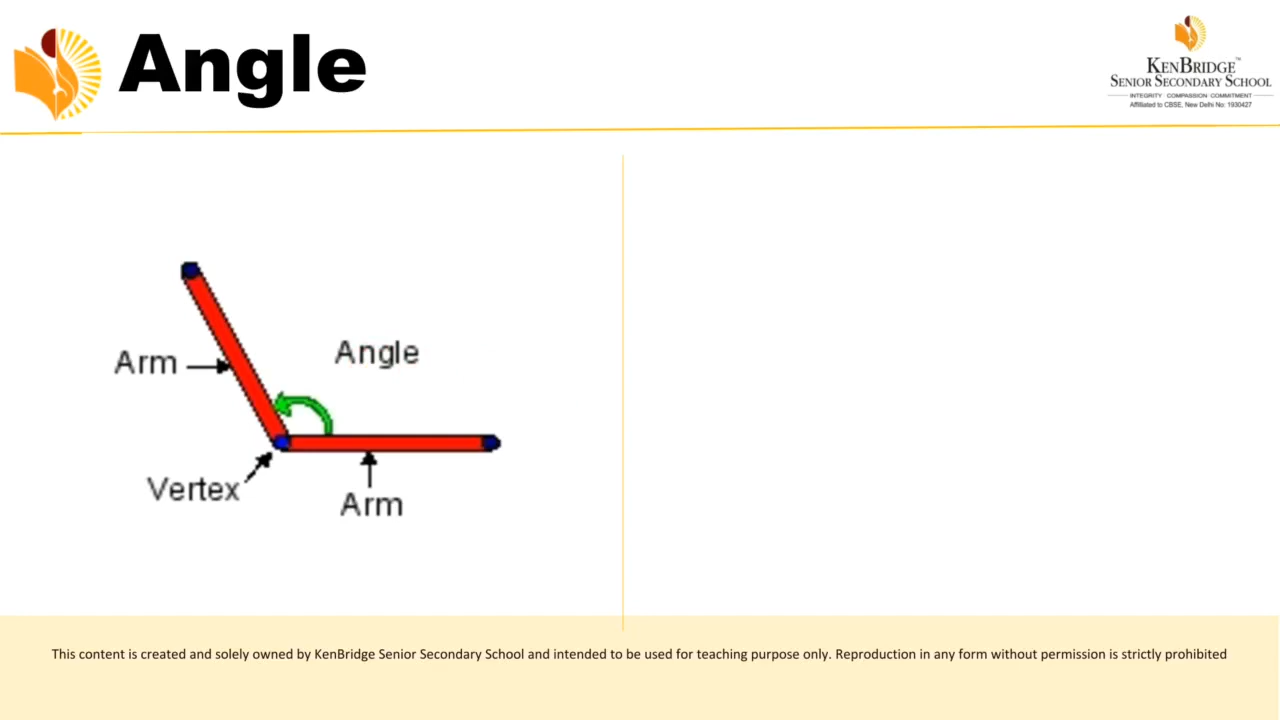 Angle
KENBRIDGE™
SENIOR SECONDARY SCHOOL
INTEGRITY COMPASSION COMMITMENT
Affiliated to CBSE, New Delhi No: 1930427
Angle
Arm
Vertex
Arm
This content is created and solely owned by KenBridge Senior Secondary School and intended to be used for teaching purpose only. Reproduction in any form without permission is strictly prohibited